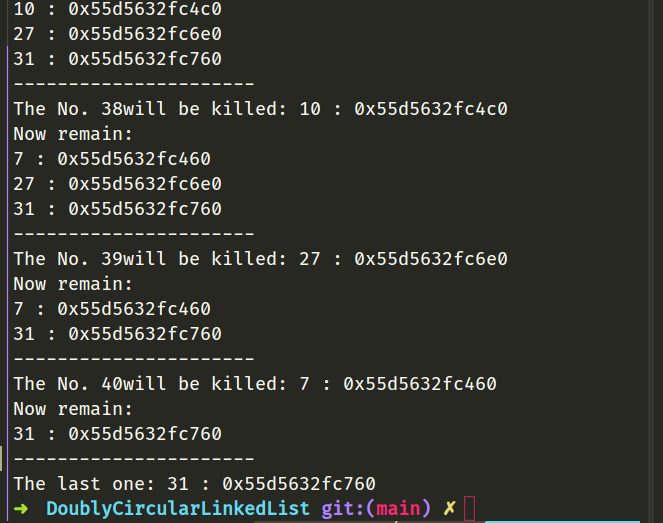 10 : 0x55d5632fc4c0
27 : 0x55d5632fc6e0
31 : 0x55d5632fc760
----------------------
The No. 38will be killed: 10 : 0x55d5632fc4c0
Now remain:
7 : 0x55d5632fc460
27 : 0x55d5632fc6e0
31 : 0x55d5632fc760
----------------------
The No. 39will be killed: 27 : 0x55d5632fc6e0
Now remain:
7 : 0x55d5632fc460
31 : 0x55d5632fc760
----------------------
The No. 40will be killed: 7 : 0x55d5632fc460
Now remain:
31 : 0x55d5632fc760
----------------------
The last one: 31 : 0x55d5632fc760
➜ DoublyCircularLinkedList git:(main) ✗